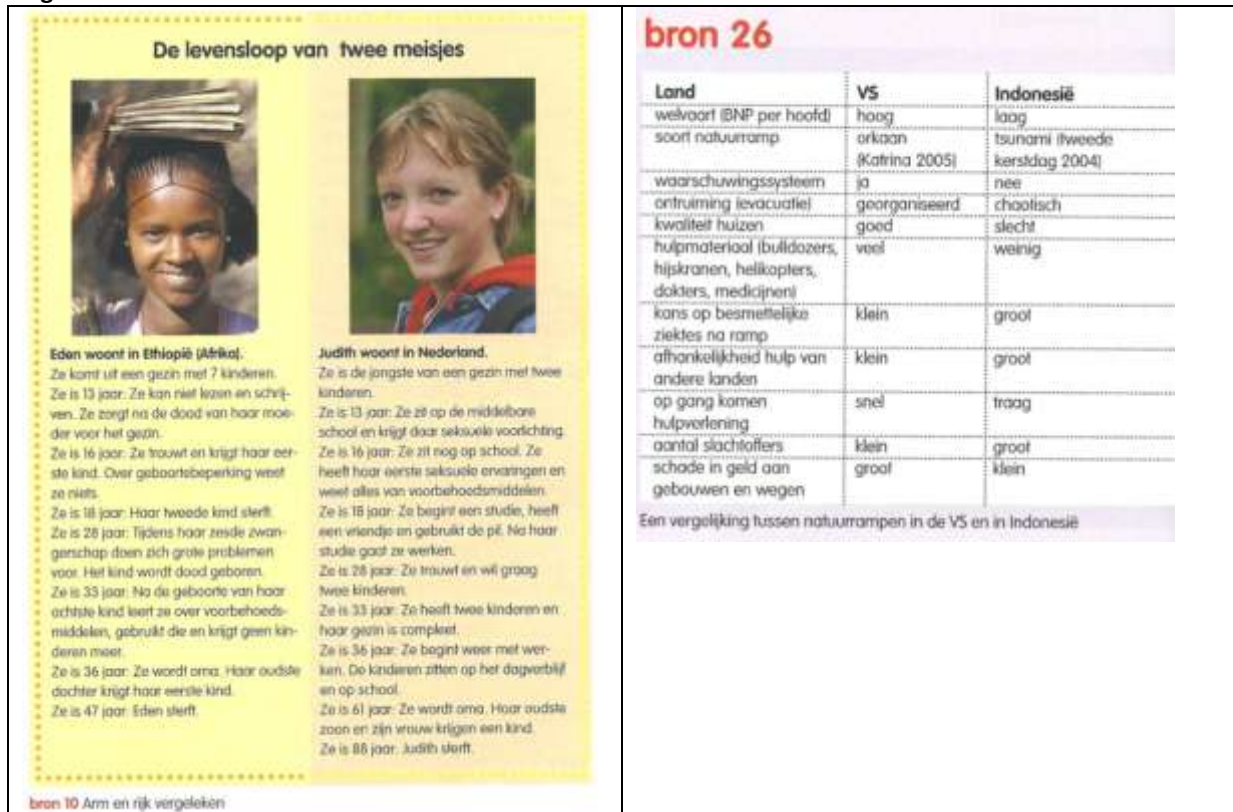 De levensloop van twee meisjes
Eden woont in Ethiopië (Afrika).
Ze komt uit een gezin met 7 kinderen.
Ze is 13 jaar: Ze kan niet lezen en schrij-
ven. Ze zorgt na de dood van haar moe-
der voor het gezin.
Ze is 16 jaar: Ze trouwt en krijgt haar eer-
ste kind. Over geboortebeperking weet
ze niets.
Ze is 18 jaar: Haar tweede kind sterft.
Ze is 28 jaar: Tijdens haar zesde zwan-
gerschap doen zich grote problemen
voor. Het kind wordt dood geboren.
Ze is 33 jaar: Na de geboorte van haar
achtste kind leert ze over voorbehoeds-
middelen, gebruikt die en krijgt geen kin-
deren meer.
Ze is 36 jaar: Ze wordt oma. Haar oudste
dochter krijgt haar eerste kind.
Ze is 47 jaar: Eden sterft.
Judith woont in Nederland.
Ze is de jongste van een gezin met twee
kinderen.
Ze is 13 jaar: Ze zit op de middelbare
school en krijgt daar seksuele voorlichting.
Ze is 16 jaar: Ze zit nog op school. Ze
heeft haar eerste seksuele ervaringen en
weet alles van voorbehoedsmiddelen.
Ze is 18 jaar: Ze begint een studie, heeft
een vriendje en gebruikt de pil. Na haar
studie gaat ze werken.
Ze is 28 jaar: Ze trouwt en wil graag
twee kinderen.
Ze is 33 jaar: Ze heeft twee kinderen en
haar gezin is compleet.
Ze is 36 jaar: Ze begint weer met wer-
ken. De kinderen zitten op het dagverblijf
en op school.
Ze is 61 jaar: Ze wordt oma. Haar oudste
zoon en zijn vrouw krijgen een kind.
Ze is 88 jaar: Judith sterft.
bron 10 Arm en rijk vergeleken
bron 26
Land VS Indonesië
welvaart (BNP per hoofd) hoog laag
soort natuurramp orkaan tsunami (tweede
(Katrina 2005) kerstdag 2004)
waarschuwingssysteem ja nee
ontruiming (evacuatie) georganiseerd chaotisch
kwaliteit huizen goed slecht
hulpmateriaal (bulldozers, veel weinig
hijskranen, helikopters,
dokters, medicijnen)
kans op besmettelijke klein groot
ziektes na ramp
afhankelijkheid hulp van klein groot
andere landen
op gang komen snel traag
hulpverlening
aantal slachtoffers klein groot
schade in geld aan groot klein
gebouwen en wegen
Een vergelijking tussen natuurrampen in de VS en in Indonesië